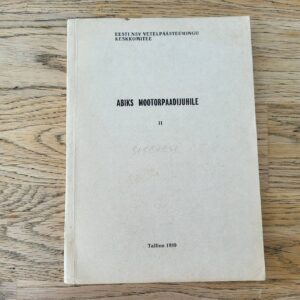 EESTI NSV VETELPÄÄSTEÜHINGU
KESKKOMITEE
ABIKS MOOTORPAADIJUHILE
II
Tallinn 1980